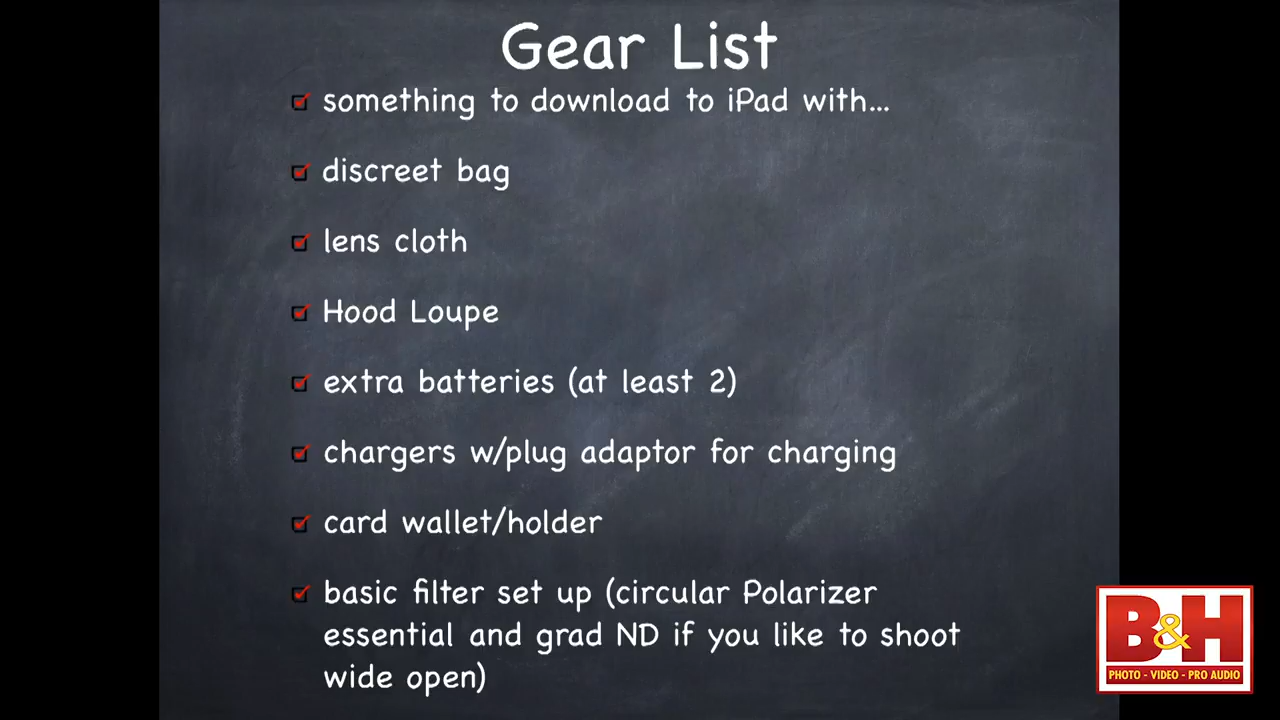 Gear List
something to download to iPad with...
discreet bag
lens cloth
Hood Loupe
extra batteries (at least 2)
chargers w/plug adaptor for charging
card wallet/holder
basic filter set up (circular Polarizer
essential and grad ND if you like to shoot
wide open)
B&H
PHOTO - VIDEO - PRO AUDIO